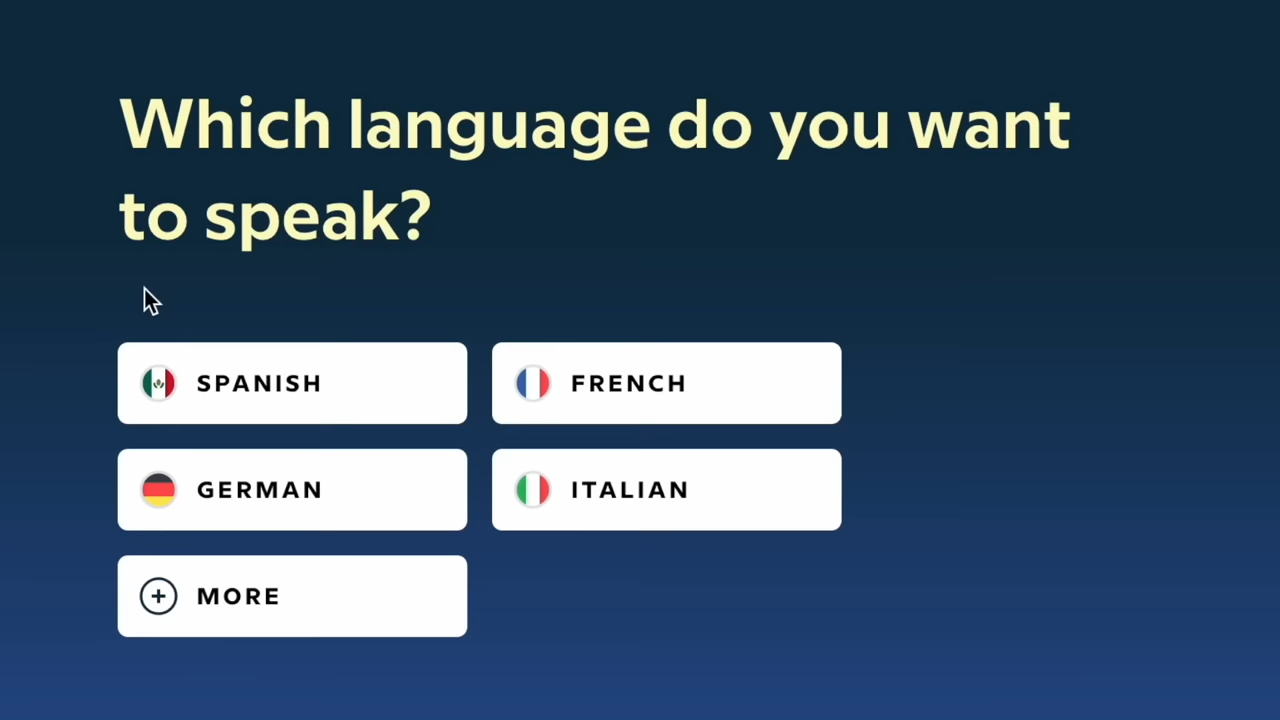 Which language do you want
to speak?
SPANISH
FRENCH
GERMAN
ITALIAN
MORE